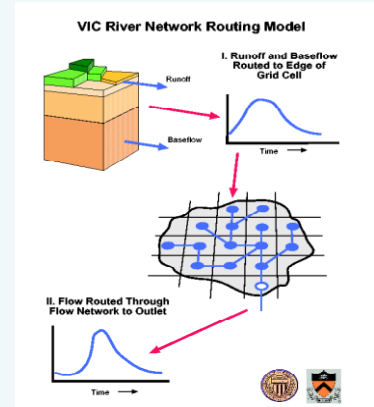 VIC River Network Routing Model
I. Runoff and Baseflow
Routed to Edge of
Grid Cell
Runoff
Baseflow
Time
II. Flow Routed Through
Flow Network to Outlet
Time